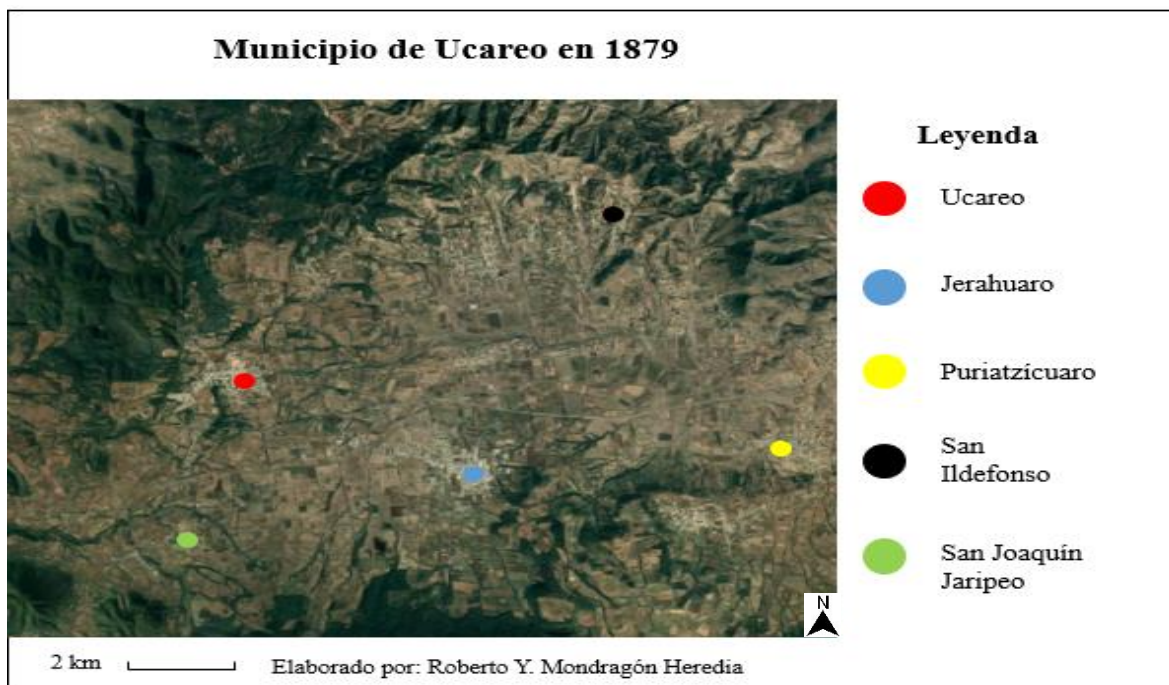 Municipio de Ucareo en 1879
Leyenda
Ucareo
Jerahuaro
Puriatzícuaro
San
Ildefonso
San Joaquín
Jaripeo
N
2 km
Elaborado por: Roberto Y. Mondragón Heredia